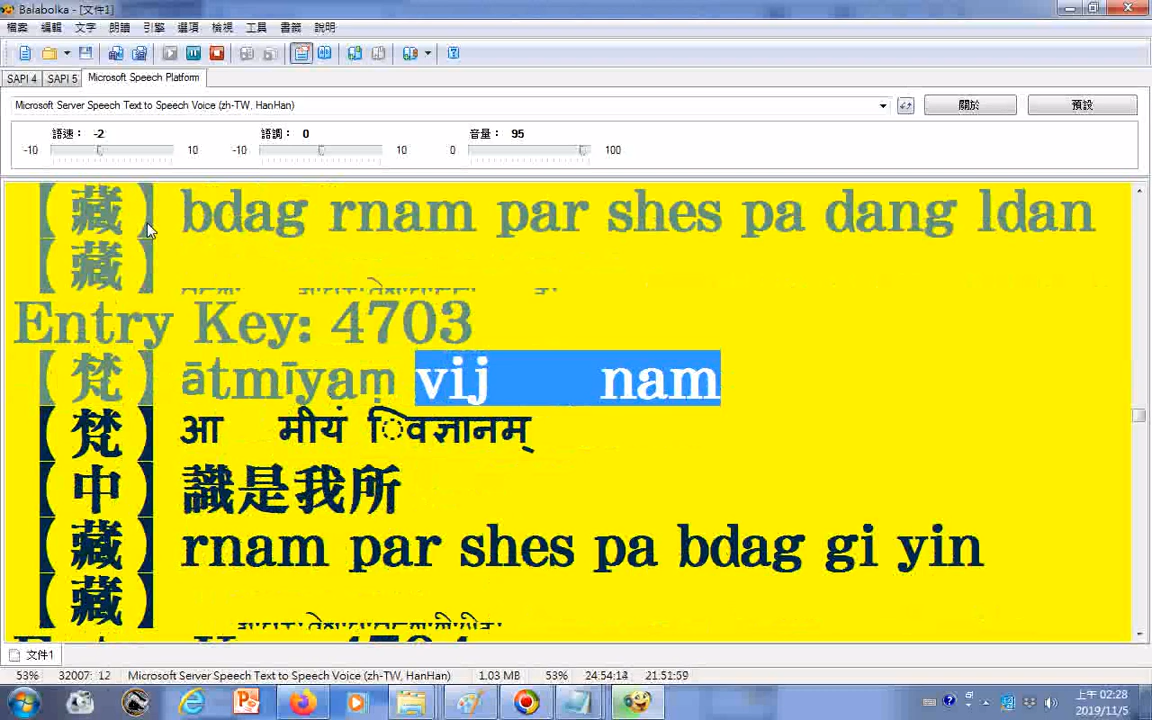 Balabolka - [文件1]
檔案 編輯 文字 朗讀 引擎 選項 檢視 工具 書籤 說明
SAPI 4 SAPI 5 Microsoft Speech Platform
Microsoft Server Speech Text to Speech Voice (zh-TW, HanHan) 關於 預設
語速： -2 語調： 0 音量： 95
-10 10 -10 10 0 100
【藏】 bdag rnam par shes pa dang ldan
【藏】
Entry Key: 4703
【梵】 ātmīyaṃ vij nam
【梵】 आ मीयं िवज्ञानम्
【中】 識是我所
【藏】 rnam par shes pa bdag gi yin
【藏】
文件1
53% 32007: 12 Microsoft Server Speech Text to Speech Voice (zh-TW, HanHan) 1.03 MB 53% 24:54:14 21:51:59
上午 02:28
2019/11/5